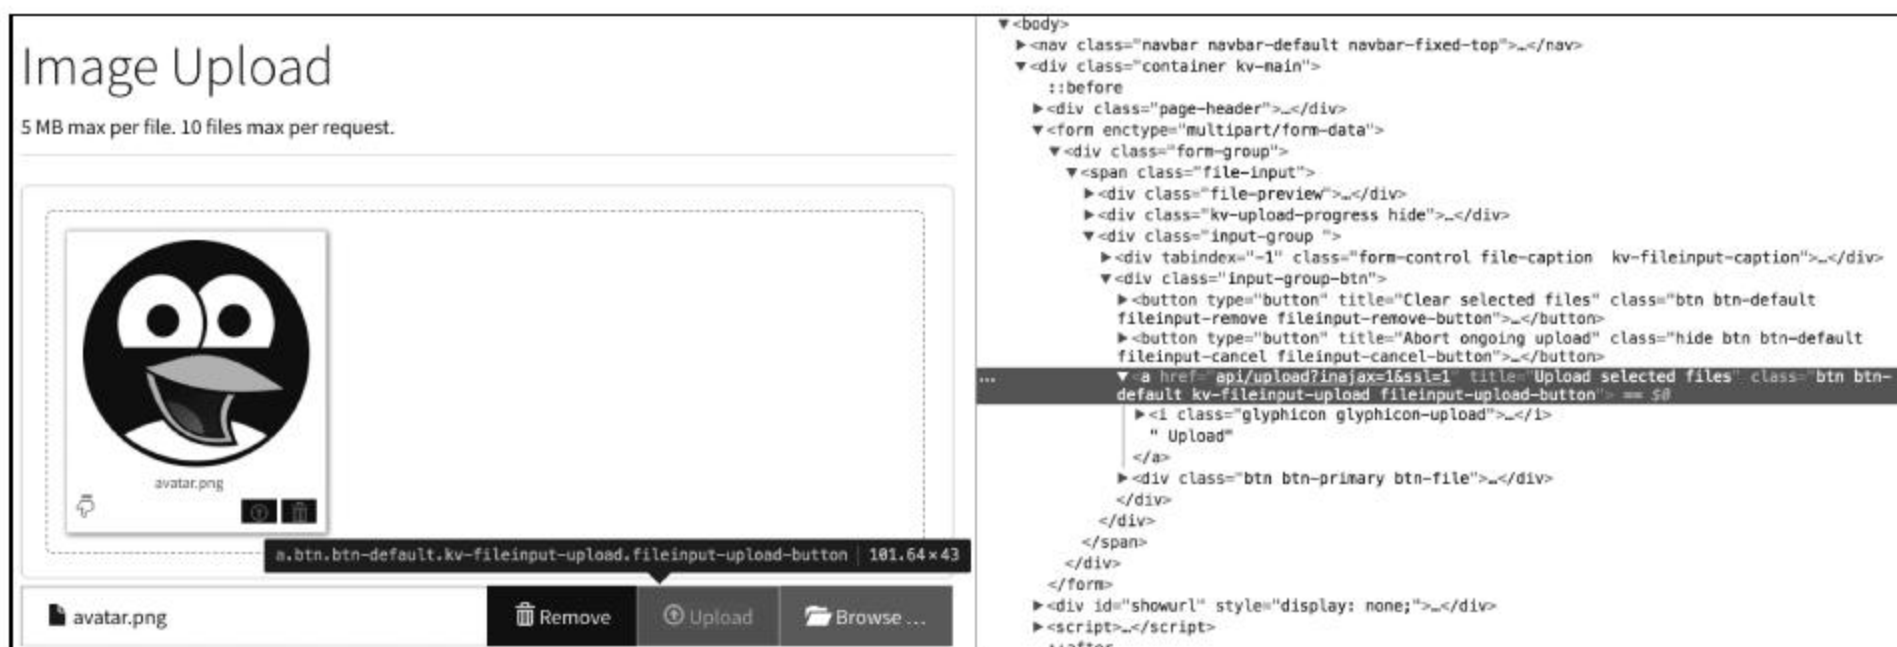 Image Upload
5 MB max per file. 10 files max per request.
avatar.png
a.btn.btn-default.kv-fileinput-upload.fileinput-upload-button 101.64×43
avatar.png
Remove
Upload
Browse ...
▼<body>
▶<nav class="navbar navbar-default navbar-fixed-top">…</nav>
▼<div class="container kv-main">
::before
▶<div class="page-header">…</div>
▼<form enctype="multipart/form-data">
▼<div class="form-group">
▼<span class="file-input">
▶<div class="file-preview">…</div>
▶<div class="kv-upload-progress hide">…</div>
▼<div class="input-group ">
▶<div tabindex="-1" class="form-control file-caption  kv-fileinput-caption">…</div>
▼<div class="input-group-btn">
▶<button type="button" title="Clear selected files" class="btn btn-default
fileinput-remove fileinput-remove-button">…</button>
▶<button type="button" title="Abort ongoing upload" class="hide btn btn-default
fileinput-cancel fileinput-cancel-button">…</button>
… ▼<a href="api/upload?inajax=1&ssl=1" title="Upload selected files" class="btn btn-
default kv-fileinput-upload fileinput-upload-button"> == $0
▶<i class="glyphicon glyphicon-upload">…</i>
" Upload"
</a>
▶<div class="btn btn-primary btn-file">…</div>
</div>
</div>
</span>
</div>
</form>
▶<div id="showurl" style="display: none;">…</div>
▶<script>…</script>
::after